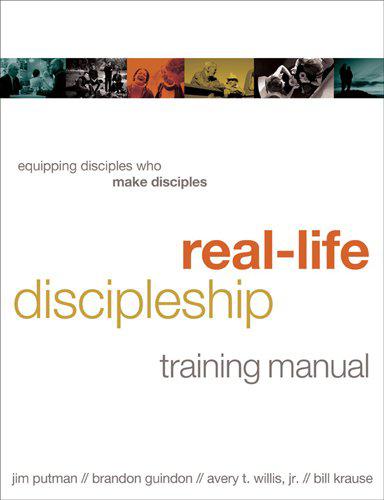 equipping disciples who
make disciples
real-life
discipleship
training manual
jim putman // brandon guindon // avery t. willis, jr. // bill krause